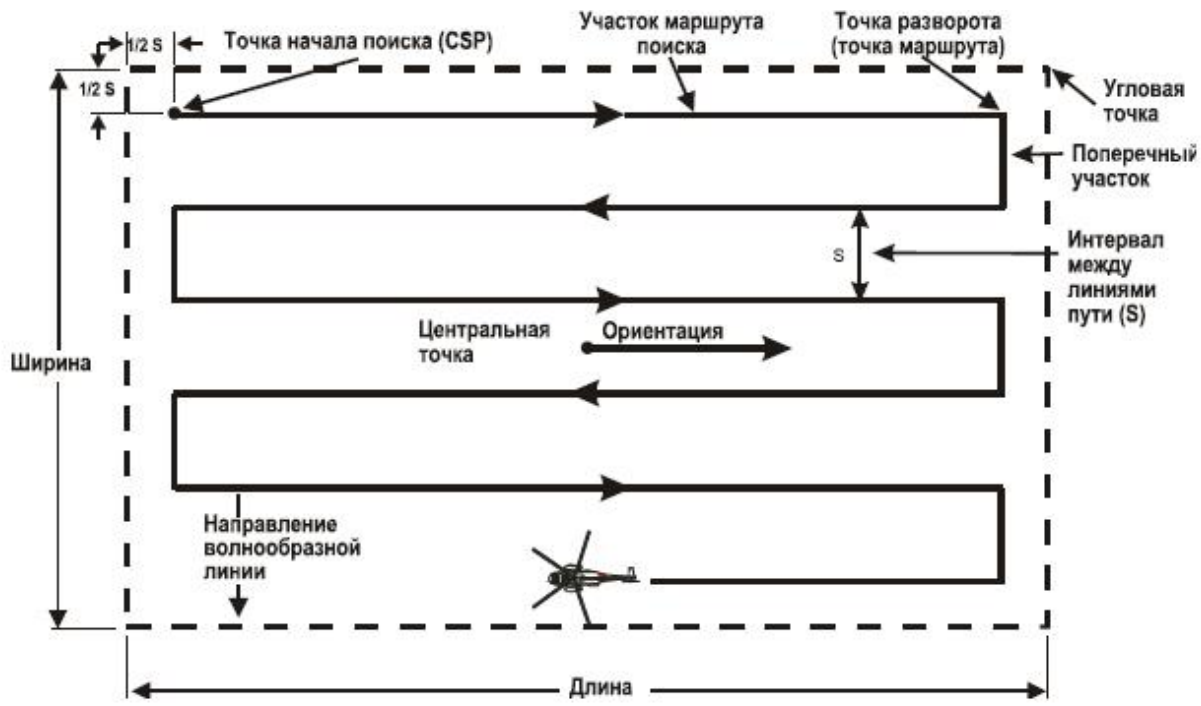 1/2 S
Точка начала поиска (CSP)
Участок маршрута
поиска
Точка разворота
(точка маршрута)
1/2 S
Угловая
точка
Поперечный
участок
S
Интервал
между
линиями
пути (S)
Центральная
точка
Ориентация
Ширина
Направление
волнообразной
линии
Длина